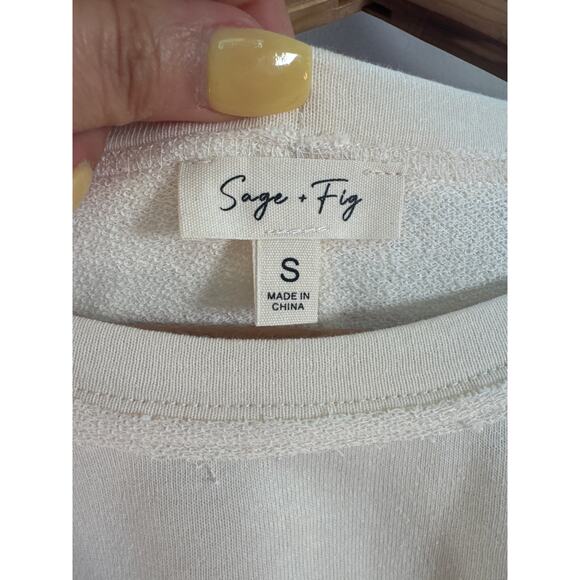 Sage + Fig
S
MADE IN
CHINA